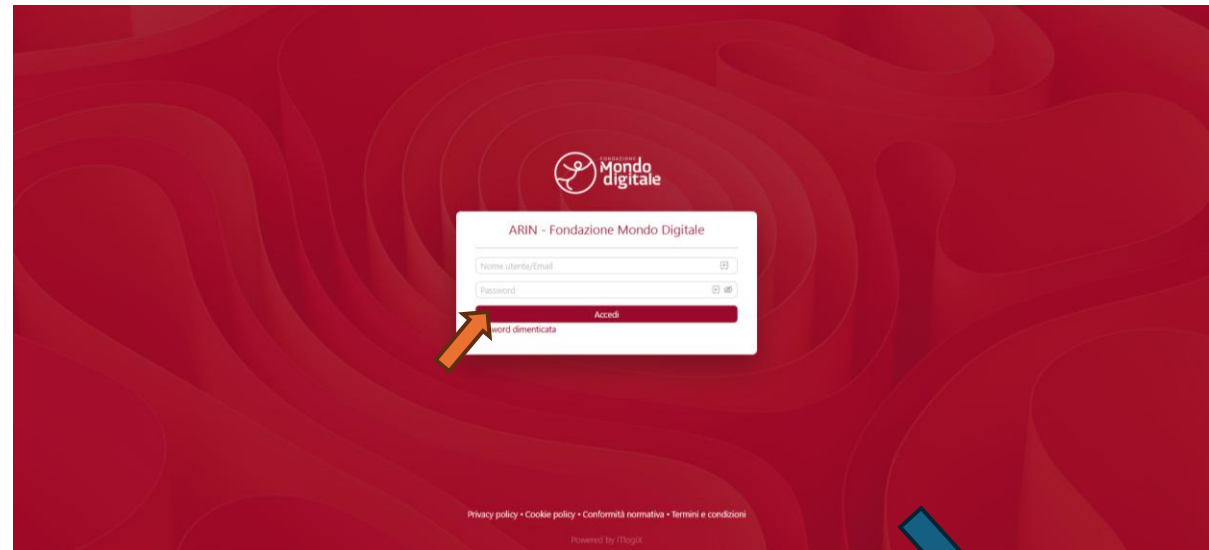 FONDAZIONE
Mondo
digitale
ARIN - Fondazione Mondo Digitale
Nome utente/Email
Password
Accedi
word dimenticata
Privacy policy • Cookie policy • Conformità normativa • Termini e condizioni
Powered by ITlogiX